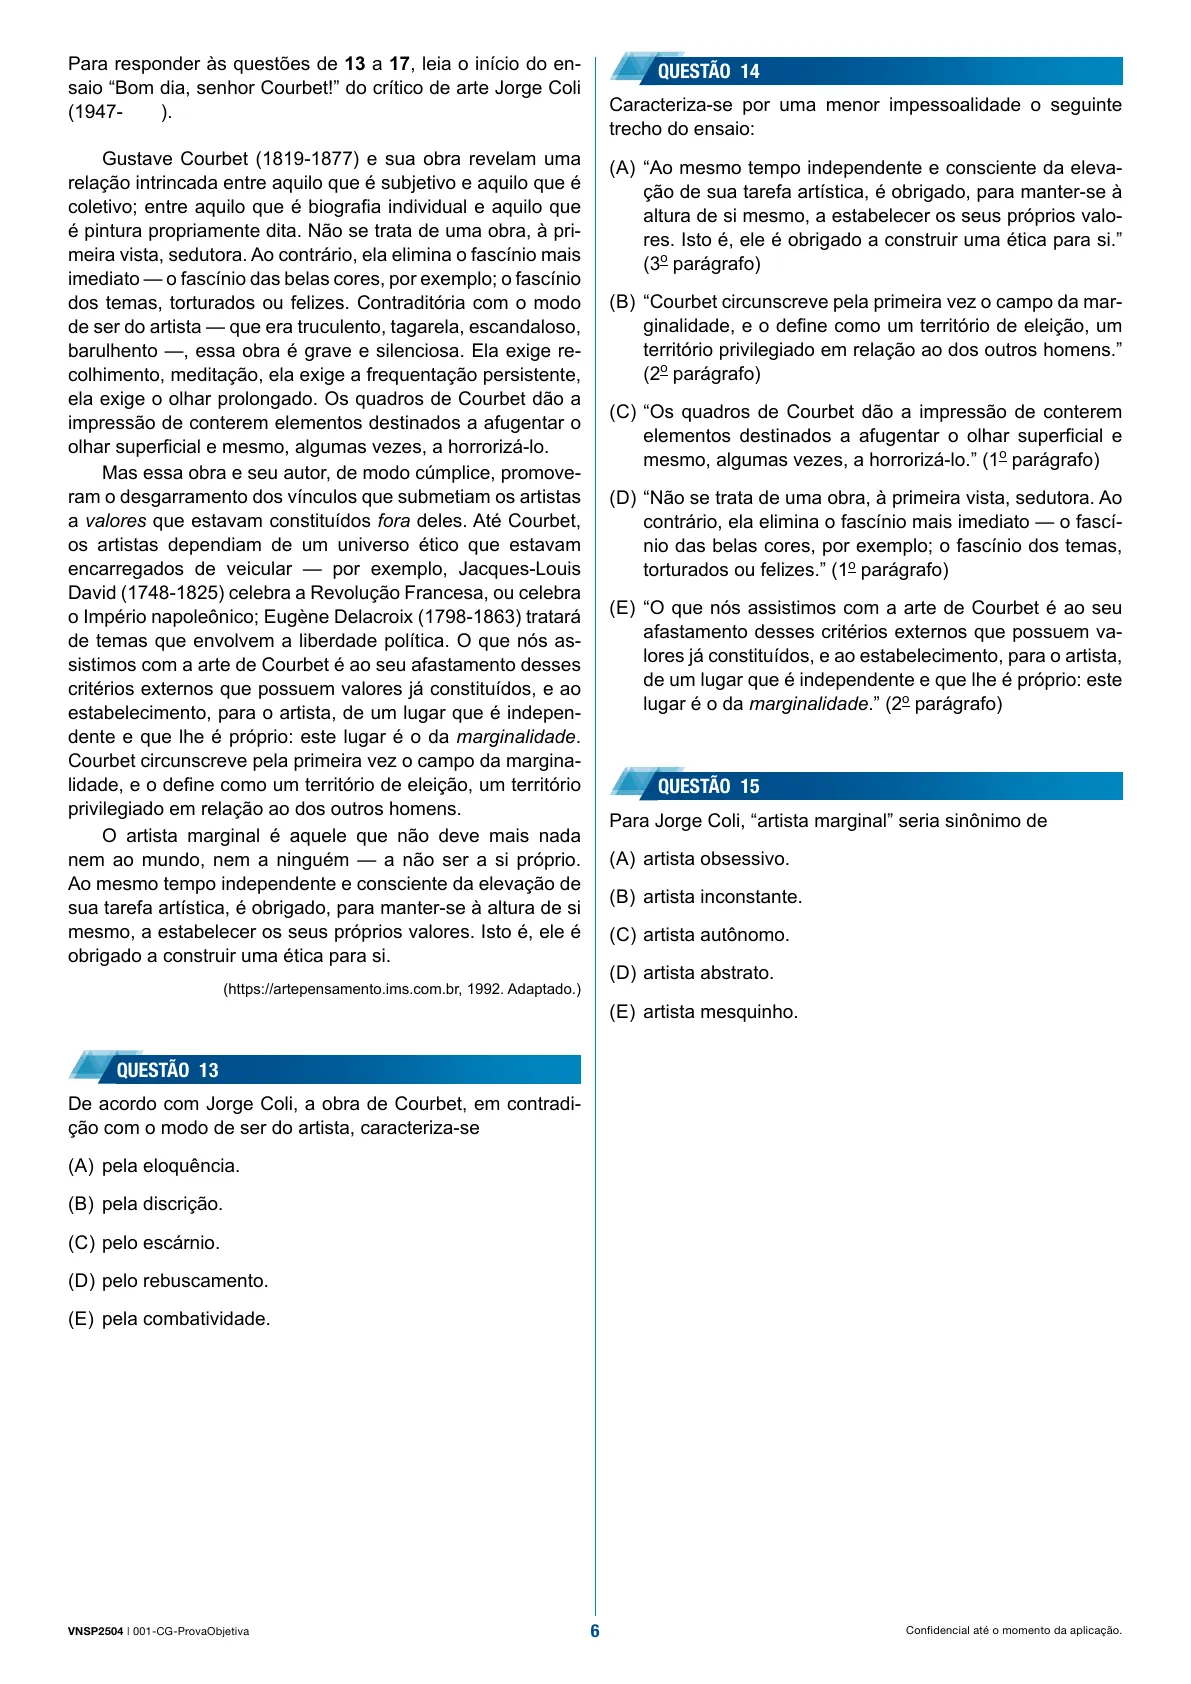 Para responder às questões de 13 a 17, leia o início do en-
saio “Bom dia, senhor Courbet!” do crítico de arte Jorge Coli
(1947-      ).
Gustave Courbet (1819-1877) e sua obra revelam uma
relação intrincada entre aquilo que é subjetivo e aquilo que é
coletivo; entre aquilo que é biografia individual e aquilo que
é pintura propriamente dita. Não se trata de uma obra, à pri-
meira vista, sedutora. Ao contrário, ela elimina o fascínio mais
imediato — o fascínio das belas cores, por exemplo; o fascínio
dos temas, torturados ou felizes. Contraditória com o modo
de ser do artista — que era truculento, tagarela, escandaloso,
barulhento —, essa obra é grave e silenciosa. Ela exige re-
colhimento, meditação, ela exige a frequentação persistente,
ela exige o olhar prolongado. Os quadros de Courbet dão a
impressão de conterem elementos destinados a afugentar o
olhar superficial e mesmo, algumas vezes, a horrorizá-lo.
Mas essa obra e seu autor, de modo cúmplice, promove-
ram o desgarramento dos vínculos que submetiam os artistas
a valores que estavam constituídos fora deles. Até Courbet,
os artistas dependiam de um universo ético que estavam
encarregados de veicular — por exemplo, Jacques-Louis
David (1748-1825) celebra a Revolução Francesa, ou celebra
o Império napoleônico; Eugène Delacroix (1798-1863) tratará
de temas que envolvem a liberdade política. O que nós as-
sistimos com a arte de Courbet é ao seu afastamento desses
critérios externos que possuem valores já constituídos, e ao
estabelecimento, para o artista, de um lugar que é indepen-
dente e que lhe é próprio: este lugar é o da marginalidade.
Courbet circunscreve pela primeira vez o campo da margina-
lidade, e o define como um território de eleição, um território
privilegiado em relação ao dos outros homens.
O artista marginal é aquele que não deve mais nada
nem ao mundo, nem a ninguém — a não ser a si próprio.
Ao mesmo tempo independente e consciente da elevação de
sua tarefa artística, é obrigado, para manter-se à altura de si
mesmo, a estabelecer os seus próprios valores. Isto é, ele é
obrigado a construir uma ética para si.
(https://artepensamento.ims.com.br, 1992. Adaptado.)
QUESTÃO 13
De acordo com Jorge Coli, a obra de Courbet, em contradi-
ção com o modo de ser do artista, caracteriza-se
(A) pela eloquência.
(B) pela discrição.
(C) pelo escárnio.
(D) pelo rebuscamento.
(E) pela combatividade.
QUESTÃO 14
Caracteriza-se por uma menor impessoalidade o seguinte
trecho do ensaio:
(A) “Ao mesmo tempo independente e consciente da eleva-
ção de sua tarefa artística, é obrigado, para manter-se à
altura de si mesmo, a estabelecer os seus próprios valo-
res. Isto é, ele é obrigado a construir uma ética para si.”
(3º parágrafo)
(B) “Courbet circunscreve pela primeira vez o campo da mar-
ginalidade, e o define como um território de eleição, um
território privilegiado em relação ao dos outros homens.”
(2º parágrafo)
(C) “Os quadros de Courbet dão a impressão de conterem
elementos destinados a afugentar o olhar superficial e
mesmo, algumas vezes, a horrorizá-lo.” (1º parágrafo)
(D) “Não se trata de uma obra, à primeira vista, sedutora. Ao
contrário, ela elimina o fascínio mais imediato — o fascí-
nio das belas cores, por exemplo; o fascínio dos temas,
torturados ou felizes.” (1º parágrafo)
(E) “O que nós assistimos com a arte de Courbet é ao seu
afastamento desses critérios externos que possuem va-
lores já constituídos, e ao estabelecimento, para o artista,
de um lugar que é independente e que lhe é próprio: este
lugar é o da marginalidade.” (2º parágrafo)
QUESTÃO 15
Para Jorge Coli, “artista marginal” seria sinônimo de
(A) artista obsessivo.
(B) artista inconstante.
(C) artista autônomo.
(D) artista abstrato.
(E) artista mesquinho.
VNSP2504 | 001-CG-ProvaObjetiva
6
Confidencial até o momento da aplicação.